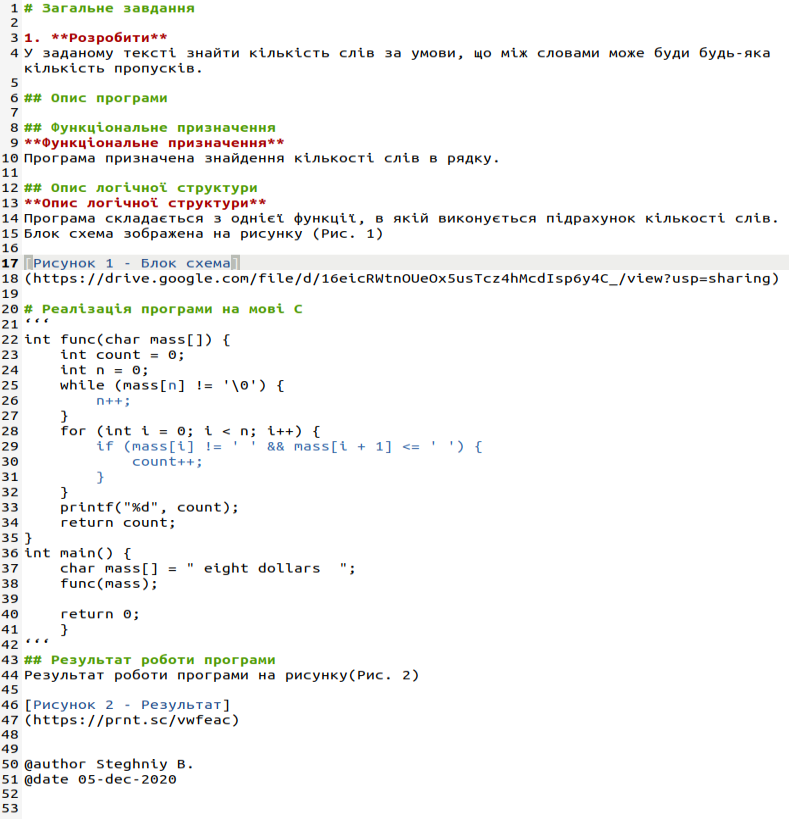 1 # Загальне завдання
2
3 1. **Розробити**
4 У заданому тексті знайти кількість слів за умови, що між словами може буди будь-яка
кількість пропусків.
5
6 ## Опис програми
7
8 ## Функціональне призначення
9 **Функціональне призначення**
10 Програма призначена знайдення кількості слів в рядку.
11
12 ## Опис логічної структури
13 **Опис логічної структури**
14 Програма складається з однієї функції, в якій виконується підрахунок кількості слів.
15 Блок схема зображена на рисунку (Рис. 1)
16
17 [Рисунок 1 - Блок схема]
18 (https://drive.google.com/file/d/16eicRWtnOUeOx5usTcz4hMcdIsp6y4C_/view?usp=sharing)
19
20 # Реалізація програми на мові С
21 ‘‘‘
22 int func(char mass[]) {
23     int count = 0;
24     int n = 0;
25     while (mass[n] != '\0') {
26         n++;
27     }
28     for (int i = 0; i < n; i++) {
29         if (mass[i] != ' ' && mass[i + 1] <= ' ') {
30             count++;
31         }
32     }
33     printf("%d", count);
34     return count;
35 }
36 int main() {
37     char mass[] = " eight dollars  ";
38     func(mass);
39
40     return 0;
41     }
42 ‘‘‘
43 ## Результат роботи програми
44 Результат роботи програми на рисунку(Рис. 2)
45
46 [Рисунок 2 - Результат]
47 (https://prnt.sc/vwfeac)
48
49
50 @author Steghniy B.
51 @date 05-dec-2020
52
53